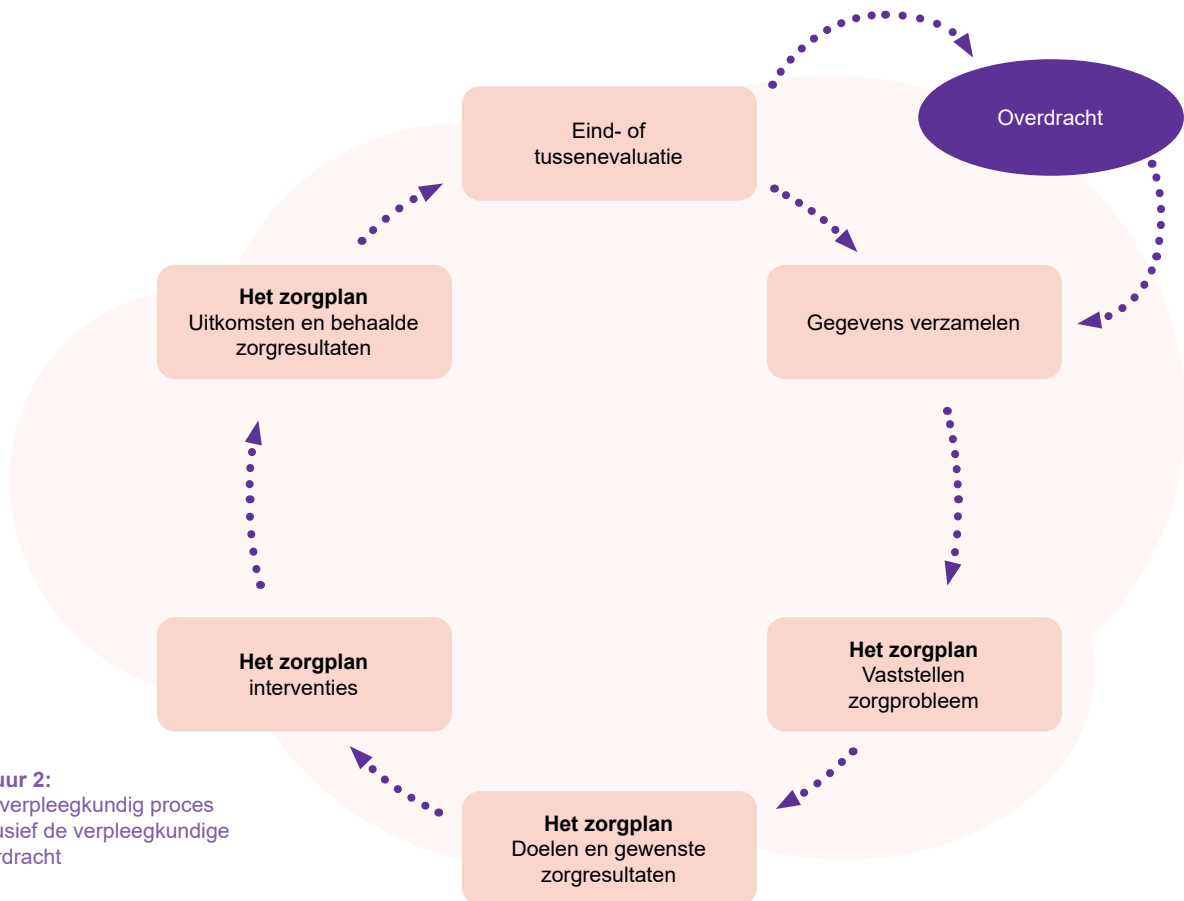 Eind- of
tussenevaluatie
Overdracht
Gegevens verzamelen
Het zorgplan
Vaststellen
zorgprobleem
Het zorgplan
Doelen en gewenste
zorgresultaten
Het zorgplan
interventies
Het zorgplan
Uitkomsten en behaalde
zorgresultaten
uur 2:
verpleegkundig proces
usief de verpleegkundige
rdracht